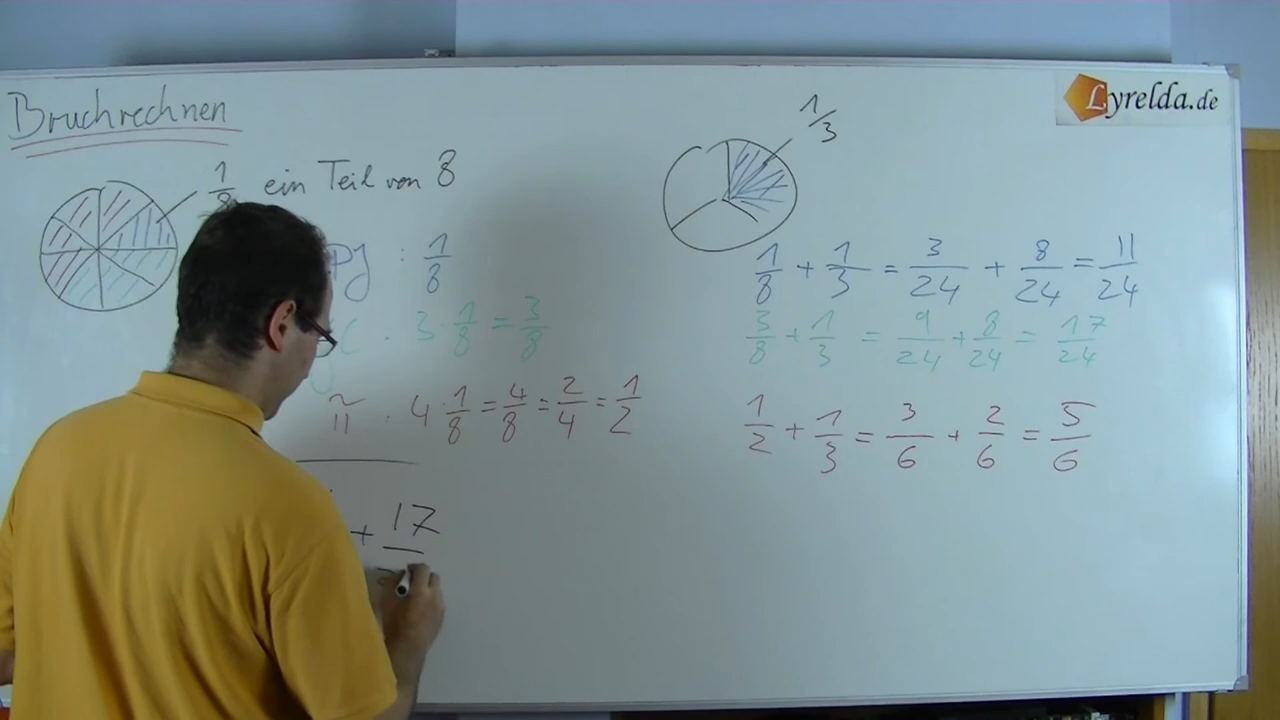 Bruchrechnen
Lyrelda.de
1/8 ein Teil von 8
1/3
: 1/8
1/8 + 1/3 = 3/24 + 8/24 = 11/24
3 · 1/8 = 3/8
3/8 + 1/3 = 9/24 + 8/24 = 17/24
4 · 1/8 = 4/8 = 2/4 = 1/2
1/2 + 1/3 = 3/6 + 2/6 = 5/6
+ 17